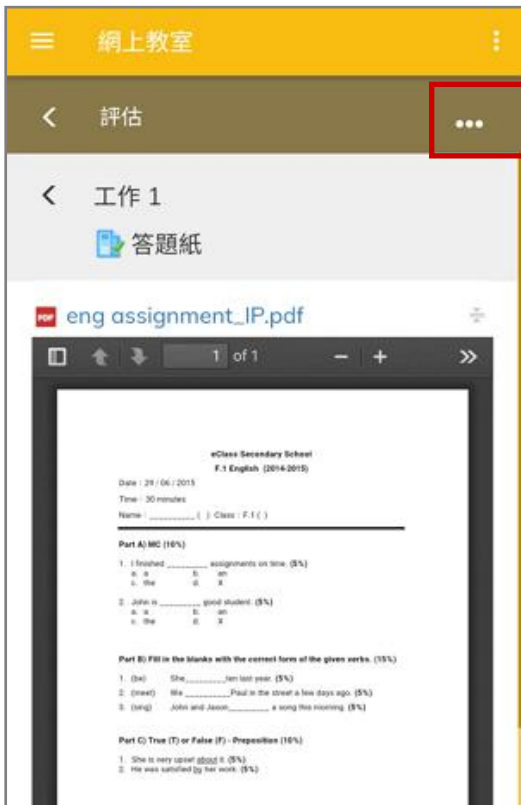 網上教室
評估
工作 1
答題紙
PDF eng assignment_IP.pdf
1 of 1
eClass Secondary School
F.1 English (2014-2015)
Date : 29 / 06 / 2015
Time : 30 minutes
Name : __________ ( ) Class : F.1 ( )
Part A) MC (10%)
1. I finished ________ assignments on time. (5%)
a. a b. an
c. the d. X
2. John is ________ good student. (5%)
a. a b. an
c. the d. X
Part B) Fill in the blanks with the correct form of the given verbs. (15%)
1. (be) She_________ten last year. (5%)
2. (meet) We _________Paul in the street a few days ago. (5%)
3. (sing) John and Jason________ a song this morning. (5%)
Part C) True (T) or False (F) - Preposition (10%)
1. She is very upset about it. (5%)
2. He was satisfied by her work. (5%)